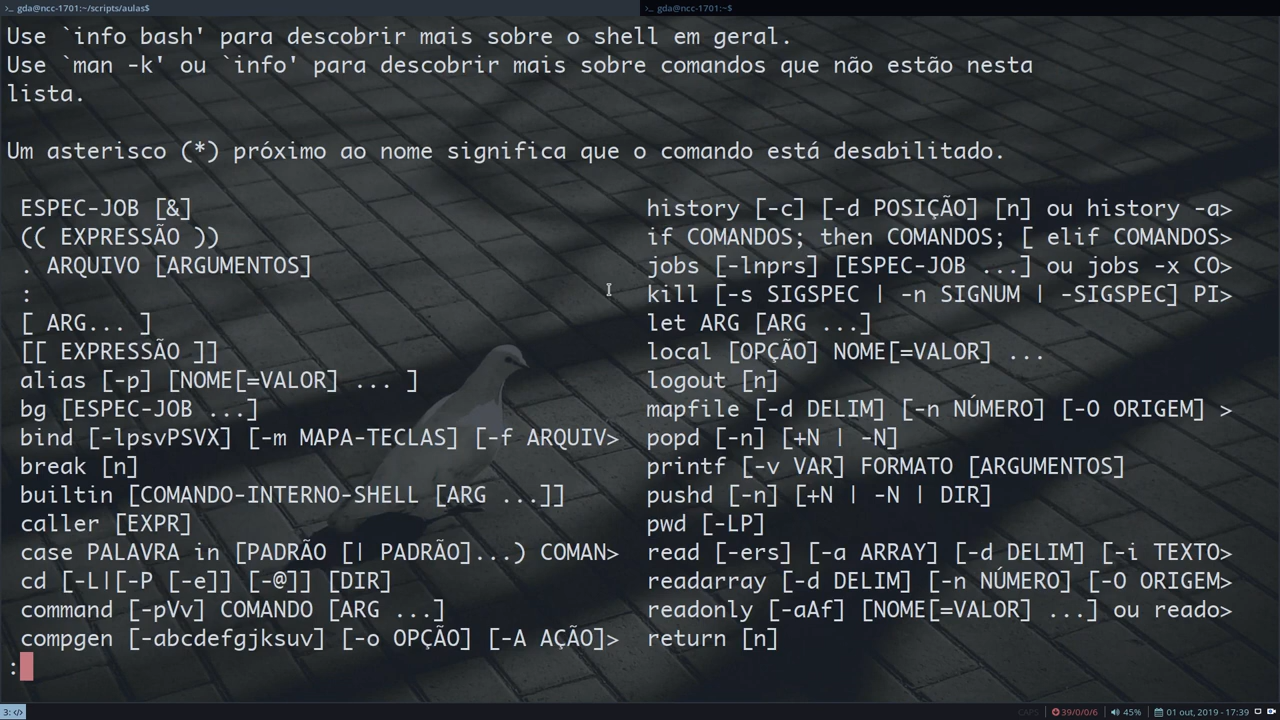 gda@ncc-1701:~/scripts/aulas$
gda@ncc-1701:~$
Use `info bash' para descobrir mais sobre o shell em geral.
Use `man -k' ou `info' para descobrir mais sobre comandos que não estão nesta
lista.
Um asterisco (*) próximo ao nome significa que o comando está desabilitado.
ESPEC-JOB [&]
(( EXPRESSÃO ))
. ARQUIVO [ARGUMENTOS]
:
[ ARG... ]
[[ EXPRESSÃO ]]
alias [-p] [NOME[=VALOR] ... ]
bg [ESPEC-JOB ...]
bind [-lpsvPSVX] [-m MAPA-TECLAS] [-f ARQUIV>
break [n]
builtin [COMANDO-INTERNO-SHELL [ARG ...]]
caller [EXPR]
case PALAVRA in [PADRÃO [| PADRÃO]...) COMAN>
cd [-L|[-P [-e]] [-@]] [DIR]
command [-pVv] COMANDO [ARG ...]
compgen [-abcdefgjksuv] [-o OPÇÃO] [-A AÇÃO]>
history [-c] [-d POSIÇÃO] [n] ou history -a>
if COMANDOS; then COMANDOS; [ elif COMANDOS>
jobs [-lnprs] [ESPEC-JOB ...] ou jobs -x CO>
kill [-s SIGSPEC | -n SIGNUM | -SIGSPEC] PI>
let ARG [ARG ...]
local [OPÇÃO] NOME[=VALOR] ...
logout [n]
mapfile [-d DELIM] [-n NÚMERO] [-O ORIGEM] >
popd [-n] [+N | -N]
printf [-v VAR] FORMATO [ARGUMENTOS]
pushd [-n] [+N | -N | DIR]
pwd [-LP]
read [-ers] [-a ARRAY] [-d DELIM] [-i TEXTO>
readarray [-d DELIM] [-n NÚMERO] [-O ORIGEM>
readonly [-aAf] [NOME[=VALOR] ...] ou reado>
return [n]
:
3: </>
CAPS
39/0/0/6
45%
01 out, 2019 - 17:39